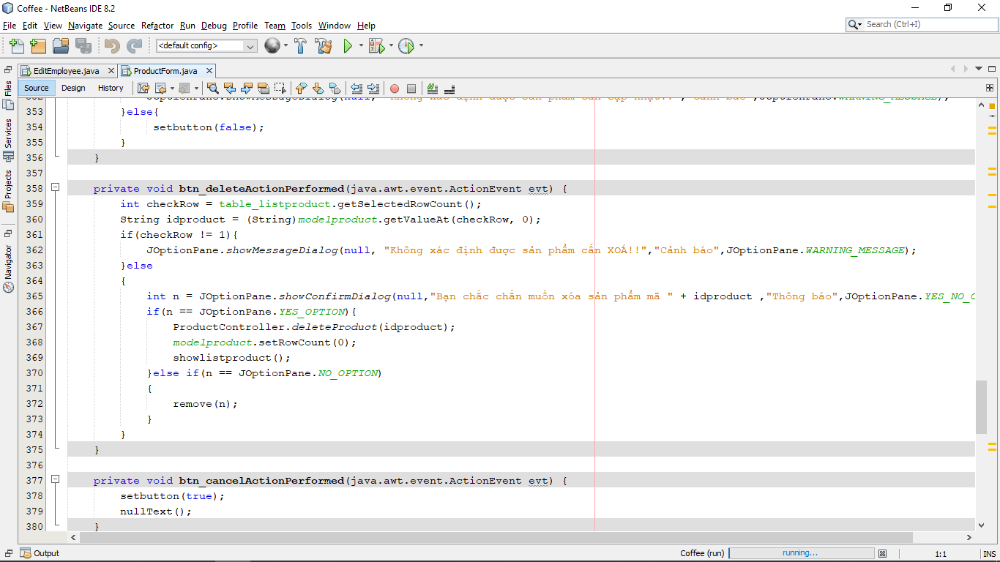 Coffee - NetBeans IDE 8.2
File Edit View Navigate Source Refactor Run Debug Profile Team Tools Window Help
Search (Ctrl+I)
<default config>
EditEmployee.java
ProductForm.java
Source Design History
Files
Services
Projects
Navigator
353 }else{
354 setbutton(false);
355 }
356 }
357
358 private void btn_deleteActionPerformed(java.awt.event.ActionEvent evt) {
359 int checkRow = table_listproduct.getSelectedRowCount();
360 String idproduct = (String)modelproduct.getValueAt(checkRow, 0);
361 if(checkRow != 1){
362 JOptionPane.showMessageDialog(null, "Không xác định được sản phẩm cần XOÁ!!","Cảnh báo",JOptionPane.WARNING_MESSAGE);
363 }else
364 {
365 int n = JOptionPane.showConfirmDialog(null,"Bạn chắc chắn muốn xóa sản phẩm mã " + idproduct ,"Thông báo",JOptionPane.YES_NO_
366 if(n == JOptionPane.YES_OPTION){
367 ProductController.deleteProduct(idproduct);
368 modelproduct.setRowCount(0);
369 showlistproduct();
370 }else if(n == JOptionPane.NO_OPTION)
371 {
372 remove(n);
373 }
374 }
375 }
376
377 private void btn_cancelActionPerformed(java.awt.event.ActionEvent evt) {
378 setbutton(true);
379 nullText();
380 }
Output
Coffee (run) running...
1:1 INS